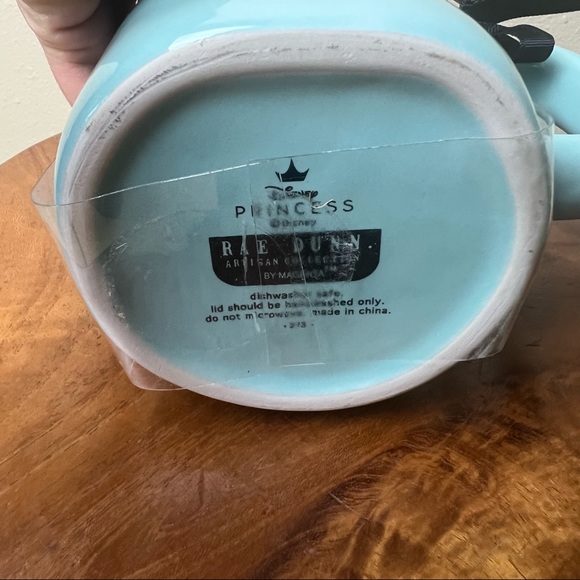 Disney
PRINCESS
© Disney
RAE DUNN
ARTISAN COLLECTION
BY MAGENTA
dishwasher safe.
lid should be handwashed only.
do not microwave. made in china.